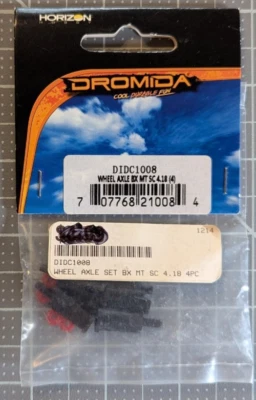 HORIZON
DROMIDA
COOL. DURABLE. FUN.
DIDC1008
WHEEL AXLE BX MT SC 4.18 (4)
7 07768 21008 4
1214
DIDC1008
WHEEL AXLE SET BX MT SC 4.18 4PC